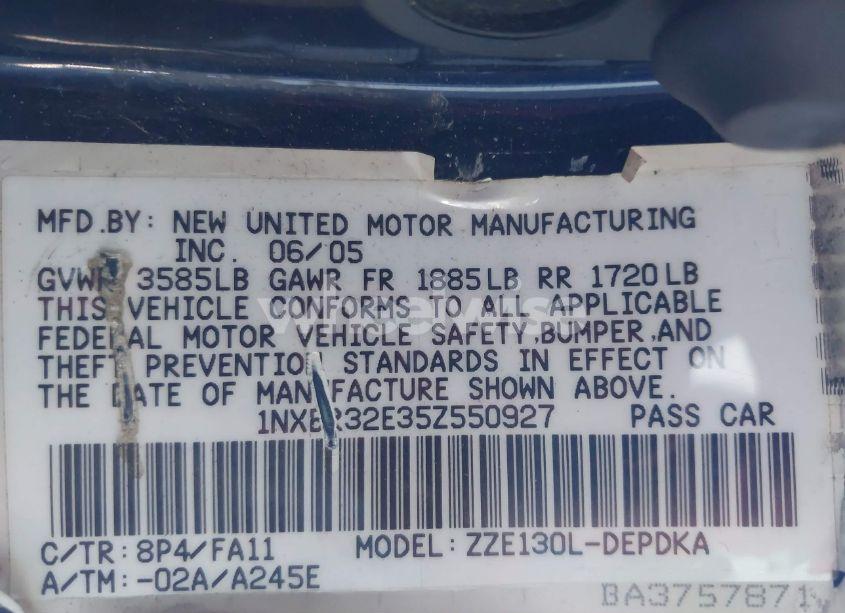 MFD.BY: NEW UNITED MOTOR MANUFACTURING
INC. 06/05
GVWR 3585LB GAWR FR 1885LB RR 1720LB
THIS VEHICLE CONFORMS TO ALL APPLICABLE
FEDERAL MOTOR VEHICLE SAFETY,BUMPER,AND
THEFT PREVENTION STANDARDS IN EFFECT ON
THE DATE OF MANUFACTURE SHOWN ABOVE.
1NXBR32E35Z550927 PASS CAR
C/TR: 8P4/FA11 MODEL: ZZE130L-DEPDKA
A/TM: -02A/A245E
BA3757871